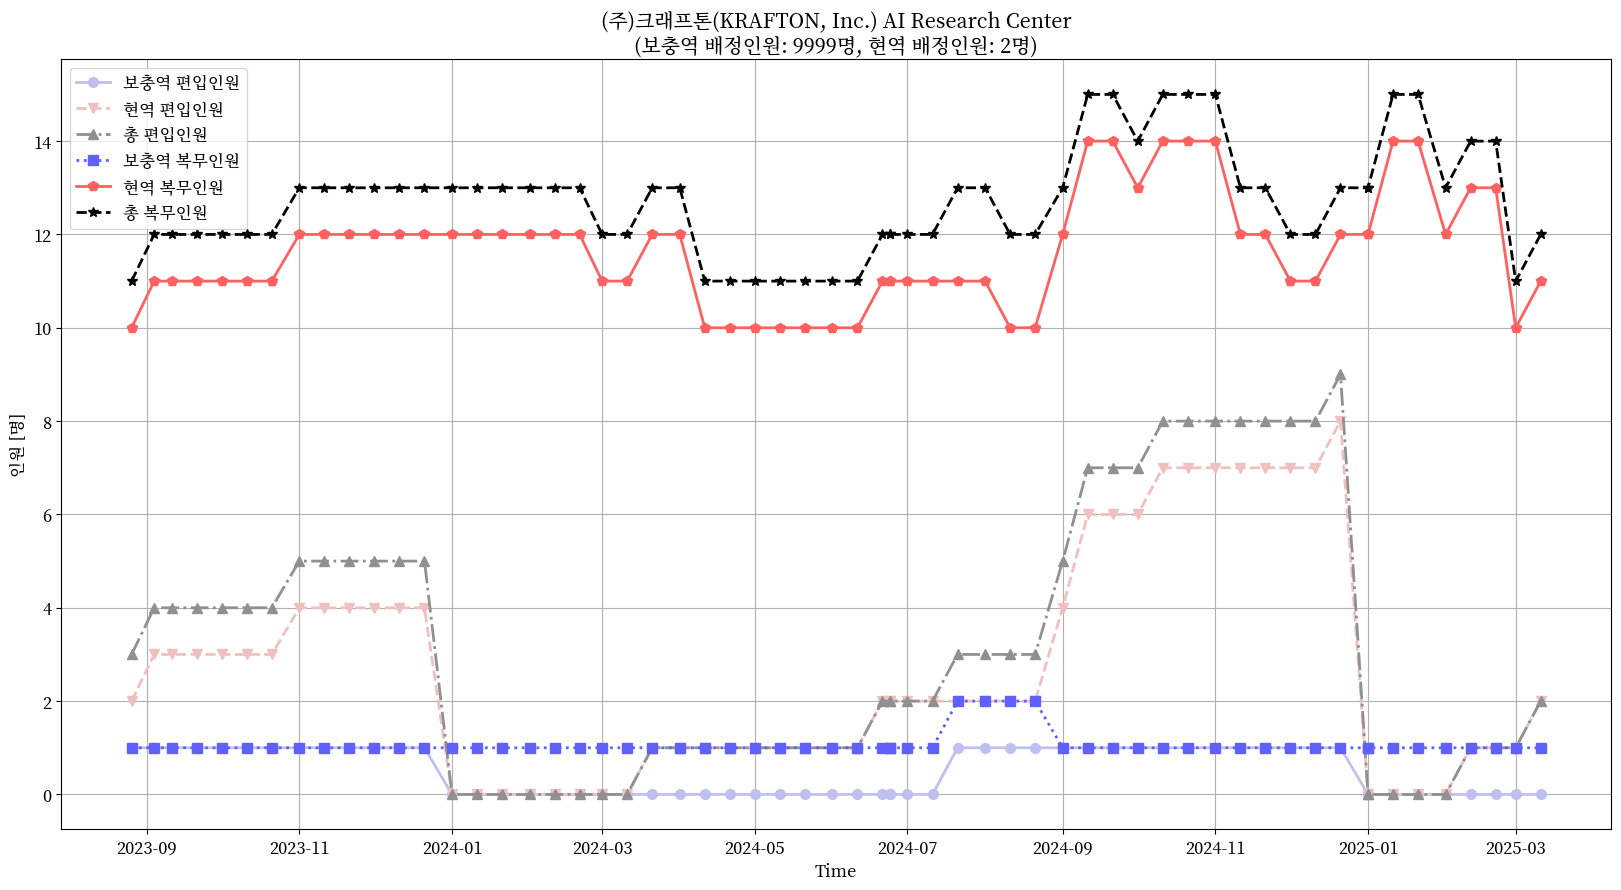 (주)크래프톤(KRAFTON, Inc.) AI Research Center
(보충역 배정인원: 9999명, 현역 배정인원: 2명)
보충역 편입인원
현역 편입인원
총 편입인원
보충역 복무인원
현역 복무인원
총 복무인원
인원 [명]
14
12
10
8
6
4
2
0
2023-09 2023-11 2024-01 2024-03 2024-05 2024-07 2024-09 2024-11 2025-01 2025-03
Time